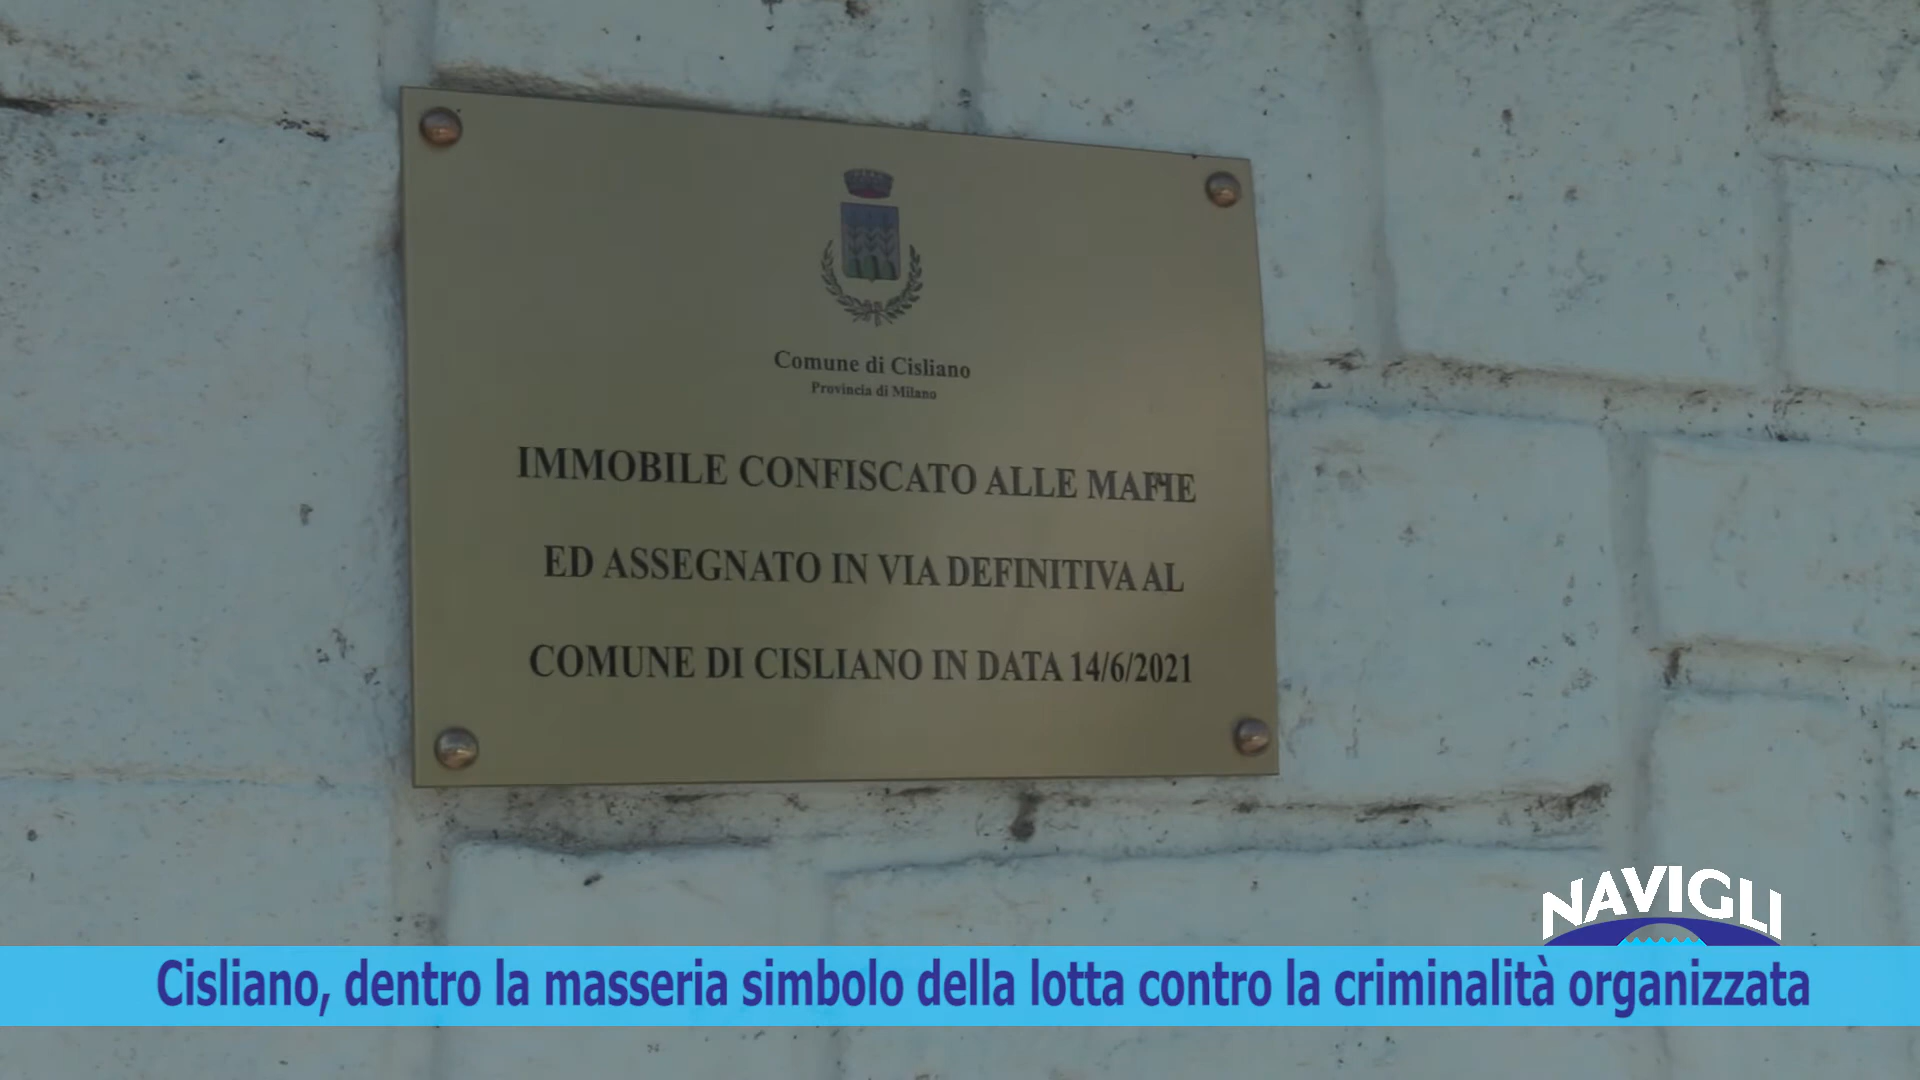 Comune di Cisliano
Provincia di Milano
IMMOBILE CONFISCATO ALLE MAFIE
ED ASSEGNATO IN VIA DEFINITIVA AL
COMUNE DI CISLIANO IN DATA 14/6/2021
NAVIGLI
Cisliano, dentro la masseria simbolo della lotta contro la criminalità organizzata